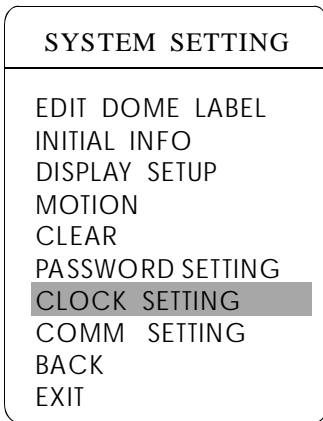 SYSTEM SETTING
EDIT DOME LABEL
INITIAL INFO
DISPLAY SETUP
MOTION
CLEAR
PASSWORD SETTING
CLOCK SETTING
COMM SETTING
BACK
EXIT